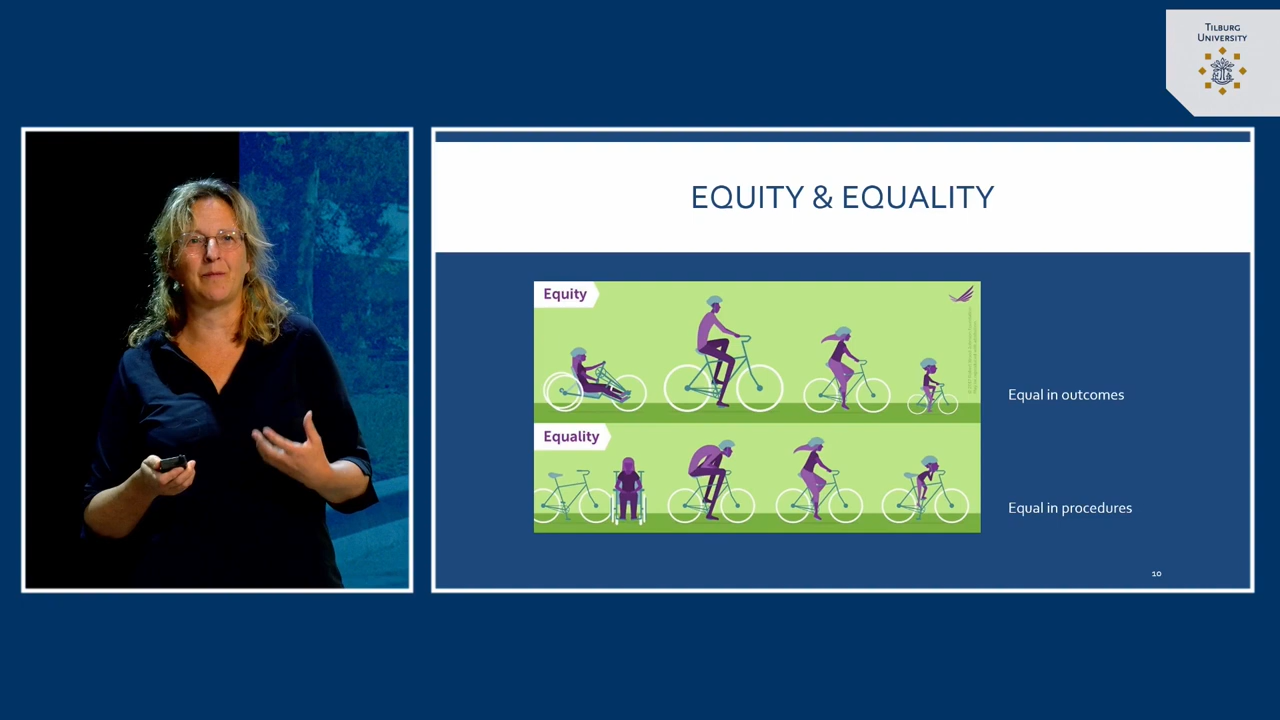 TILBURG
UNIVERSITY
EQUITY & EQUALITY
Equity
Equal in outcomes
Equality
Equal in procedures
10